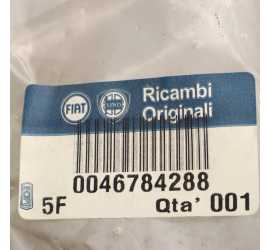 Ricambi
FIAT
Originali
0046784288
5F Qta' 001